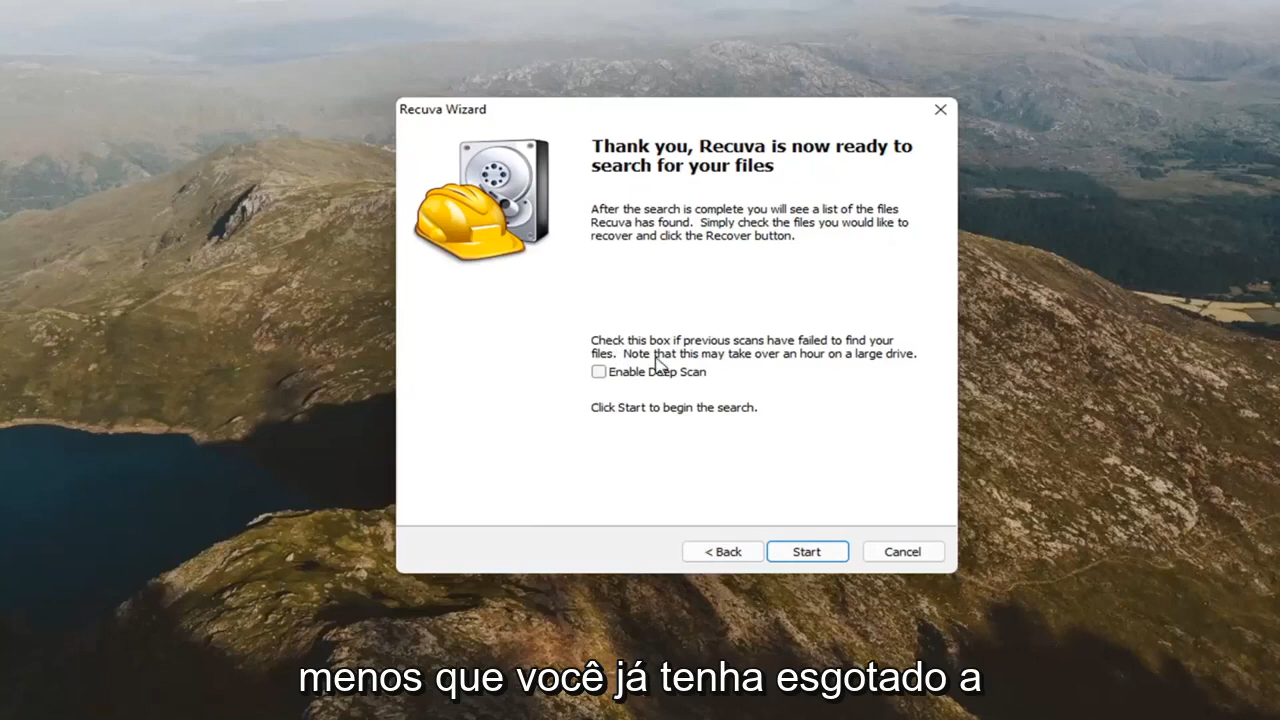 Recuva Wizard
Thank you, Recuva is now ready to
search for your files
After the search is complete you will see a list of the files
Recuva has found.  Simply check the files you would like to
recover and click the Recover button.
Check this box if previous scans have failed to find your
files.  Note that this may take over an hour on a large drive.
Enable Deep Scan
Click Start to begin the search.
< Back
Start
Cancel
menos que você já tenha esgotado a